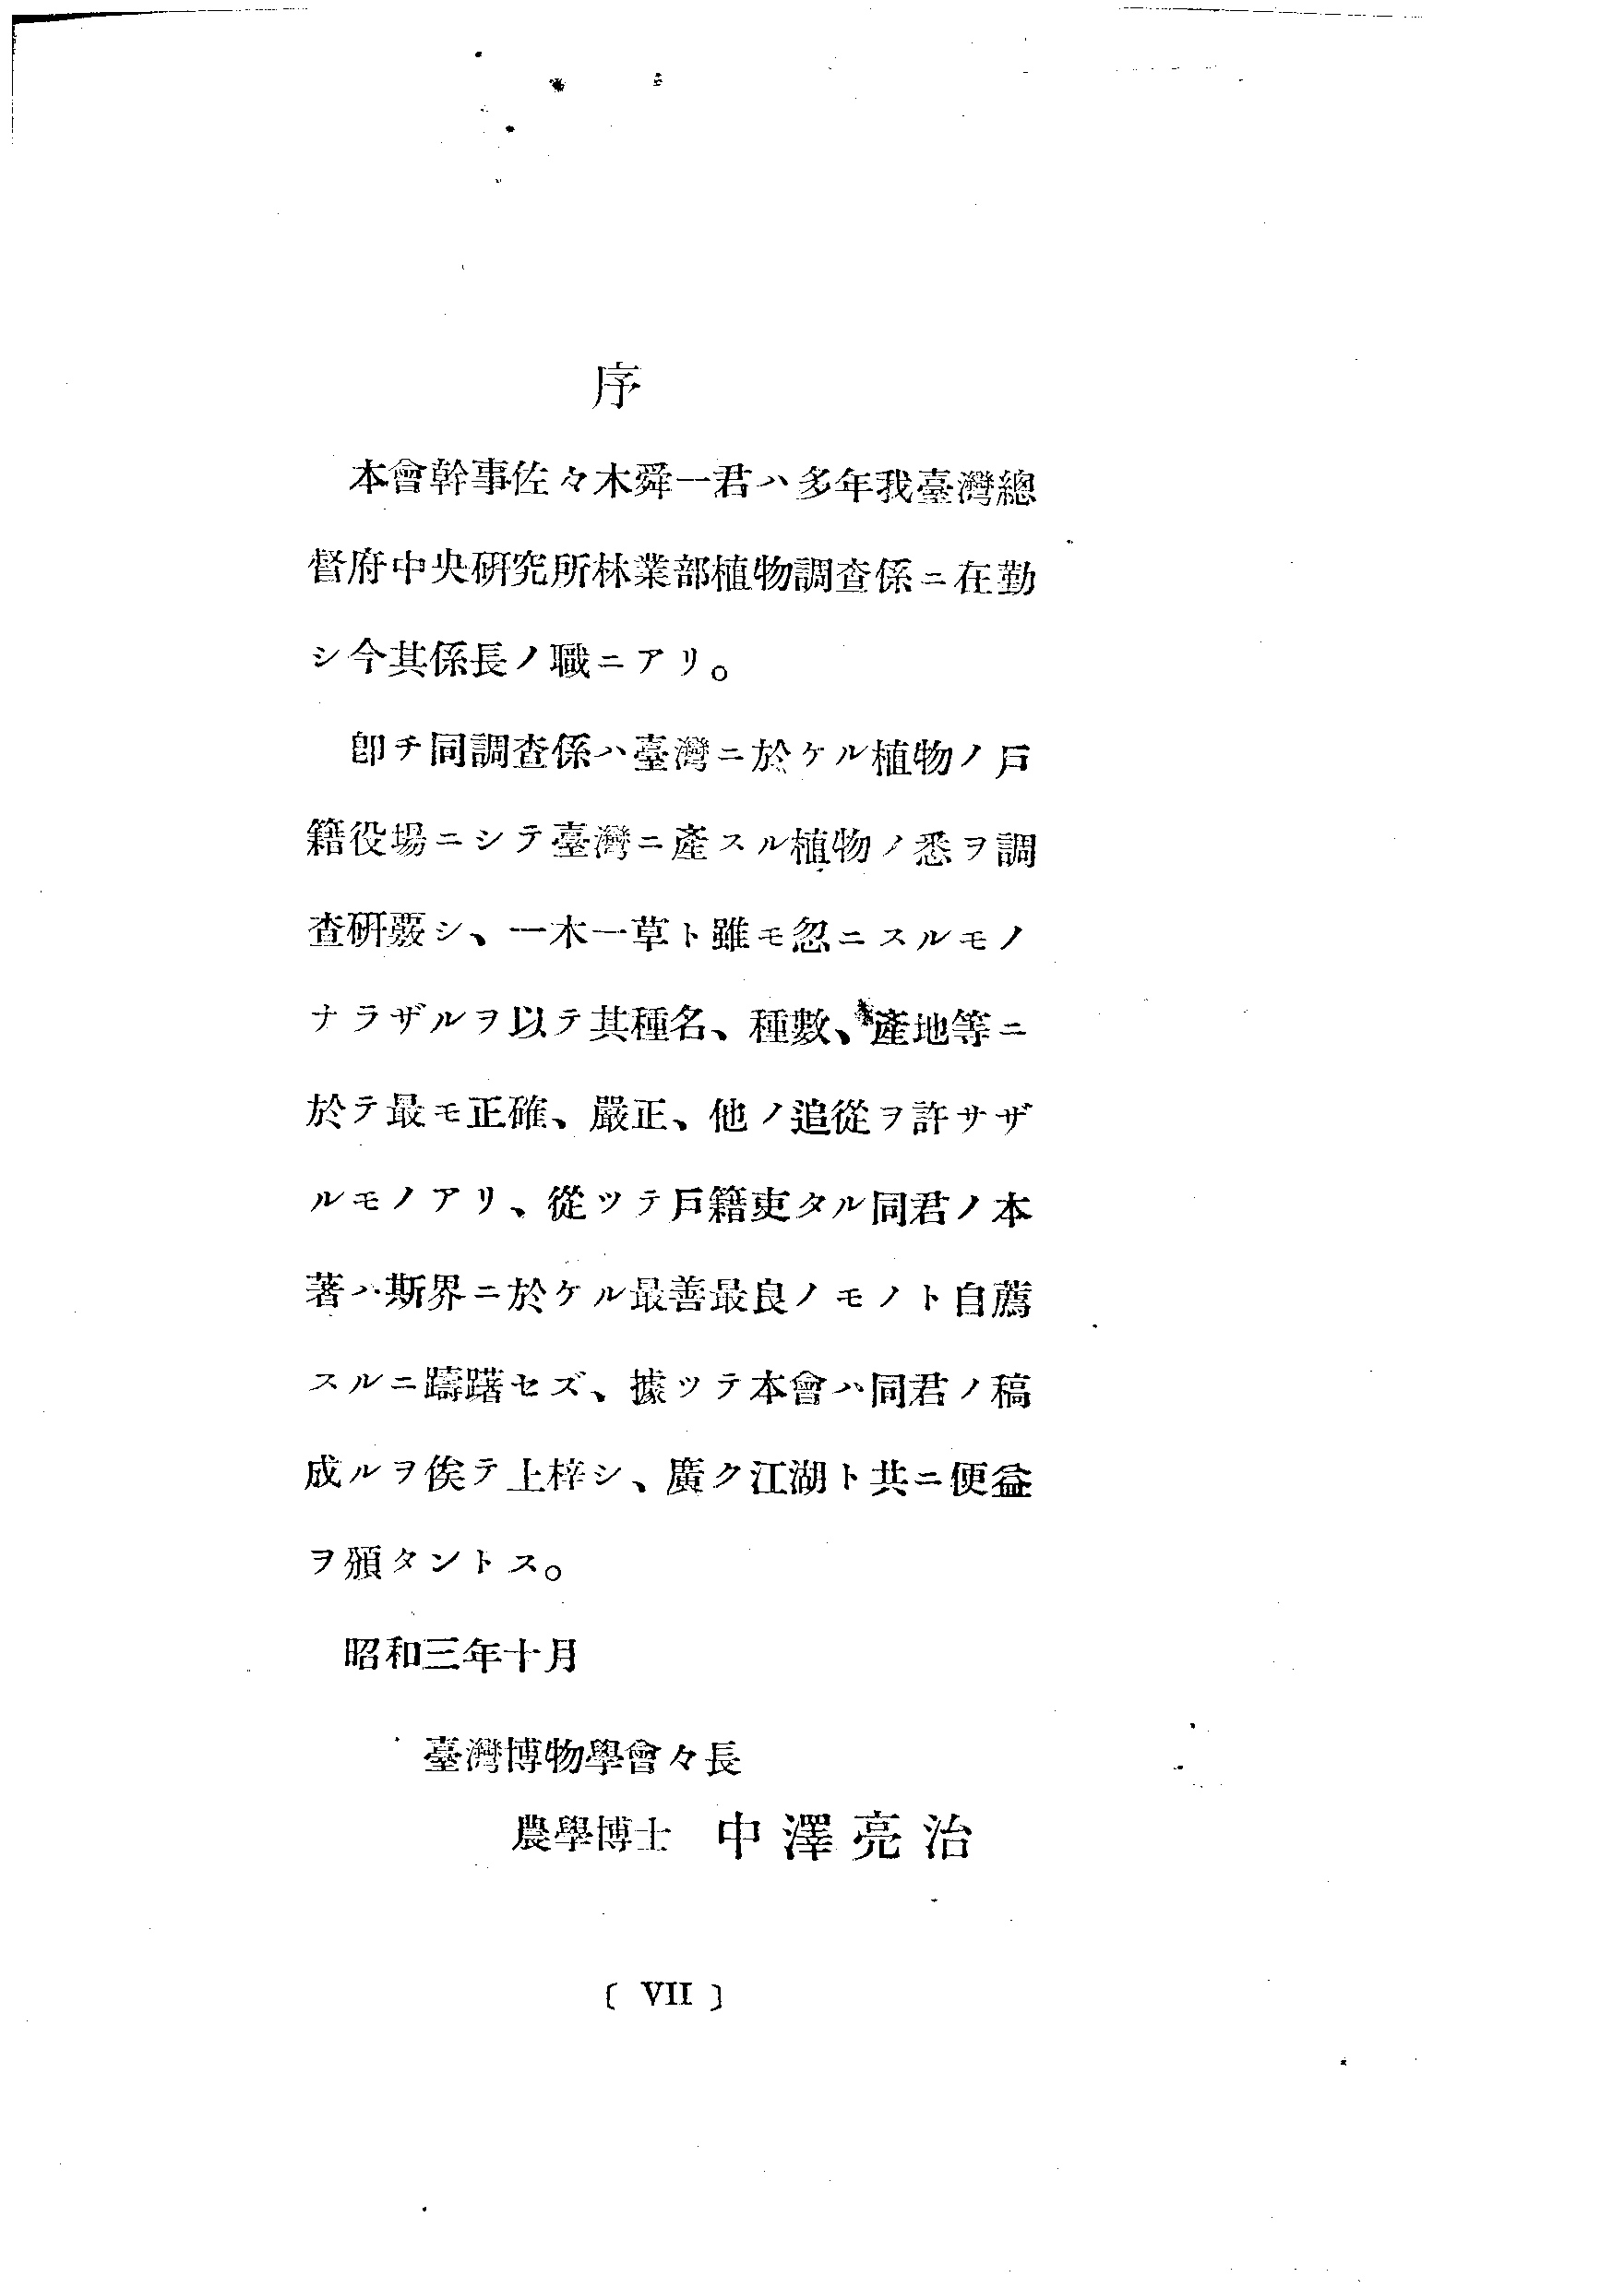 序
本會幹事佐々木舜一君ハ多年我臺灣總
督府中央硏究所林業部植物調査係ニ在勤
シ今其係長ノ職ニアリ。
卽チ同調査係ハ臺灣ニ於ケル植物ノ戶
籍役場ニシテ臺灣ニ產スル植物ノ悉ヲ調
査硏覈シ、一木一草ト雖モ忽ニスルモノ
ナラザルヲ以テ其種名、種數、產地等ニ
於テ最モ正確、嚴正、他ノ追從ヲ許サザ
ルモノアリ、從ツテ戶籍吏タル同君ノ本
著ハ斯界ニ於ケル最善最良ノモノト自薦
スルニ躊躇セズ、據ツテ本會ハ同君ノ稿
成ルヲ俟テ上梓シ、廣ク江湖ト共ニ便益
ヲ頒タントス。
昭和三年十月
臺灣博物學會々長
農學博士 中澤亮治
〔 VII 〕